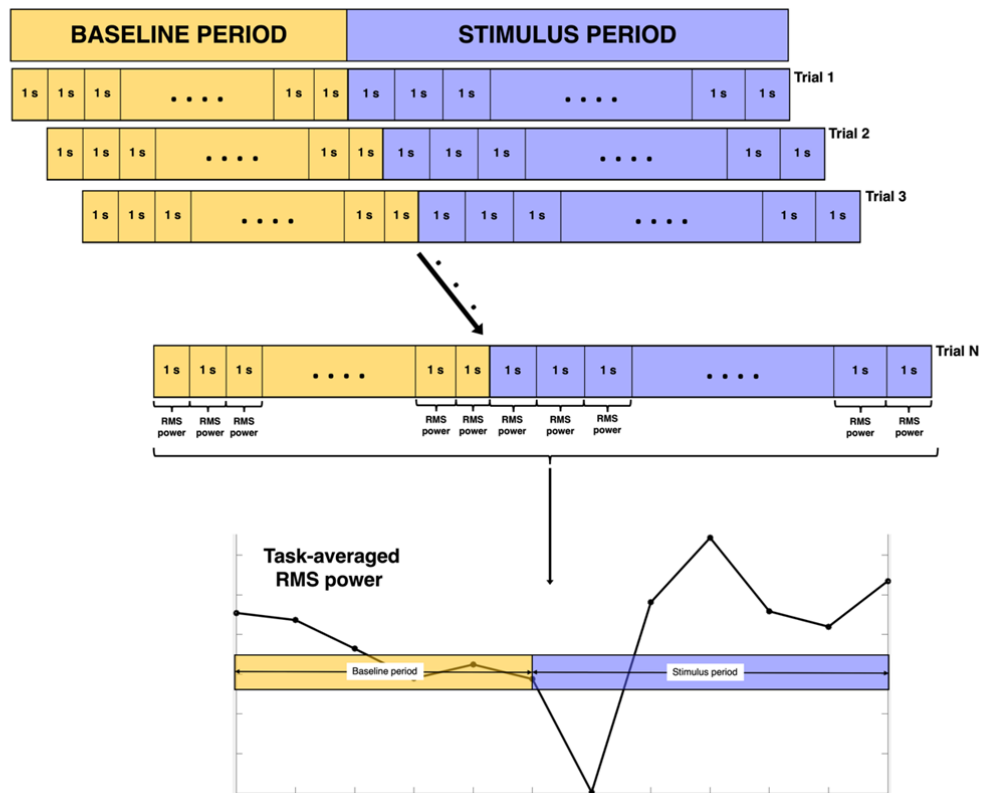 BASELINE PERIOD STIMULUS PERIOD
1 s 1 s 1 s . . . . 1 s 1 s 1 s 1 s 1 s . . . . 1 s 1 s Trial 1
1 s 1 s 1 s . . . . 1 s 1 s 1 s 1 s 1 s . . . . 1 s 1 s Trial 2
1 s 1 s 1 s . . . . 1 s 1 s 1 s 1 s 1 s . . . . 1 s 1 s Trial 3
1 s 1 s 1 s . . . . 1 s 1 s 1 s 1 s 1 s . . . . 1 s 1 s Trial N
RMS RMS RMS RMS RMS RMS RMS RMS RMS RMS
power power power power power power power power power power
Task-averaged
RMS power
Baseline period Stimulus period